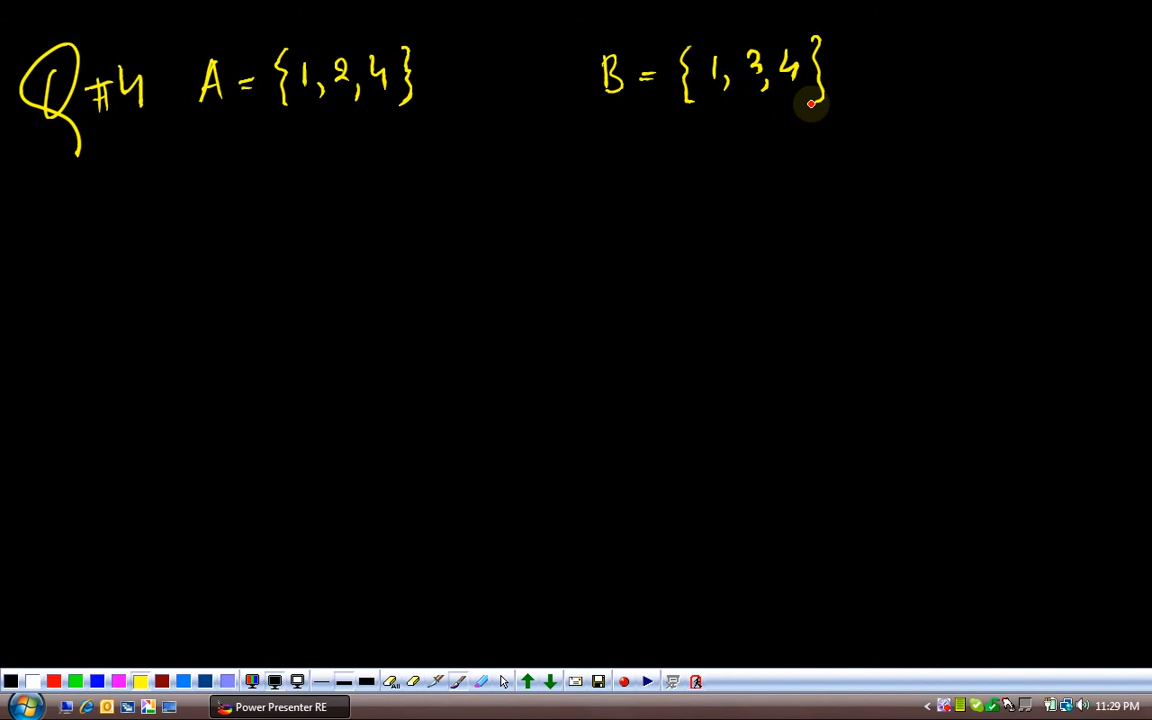 Q#4 A = {1, 2, 4} B = {1, 3, 4}
Power Presenter RE
11:29 PM